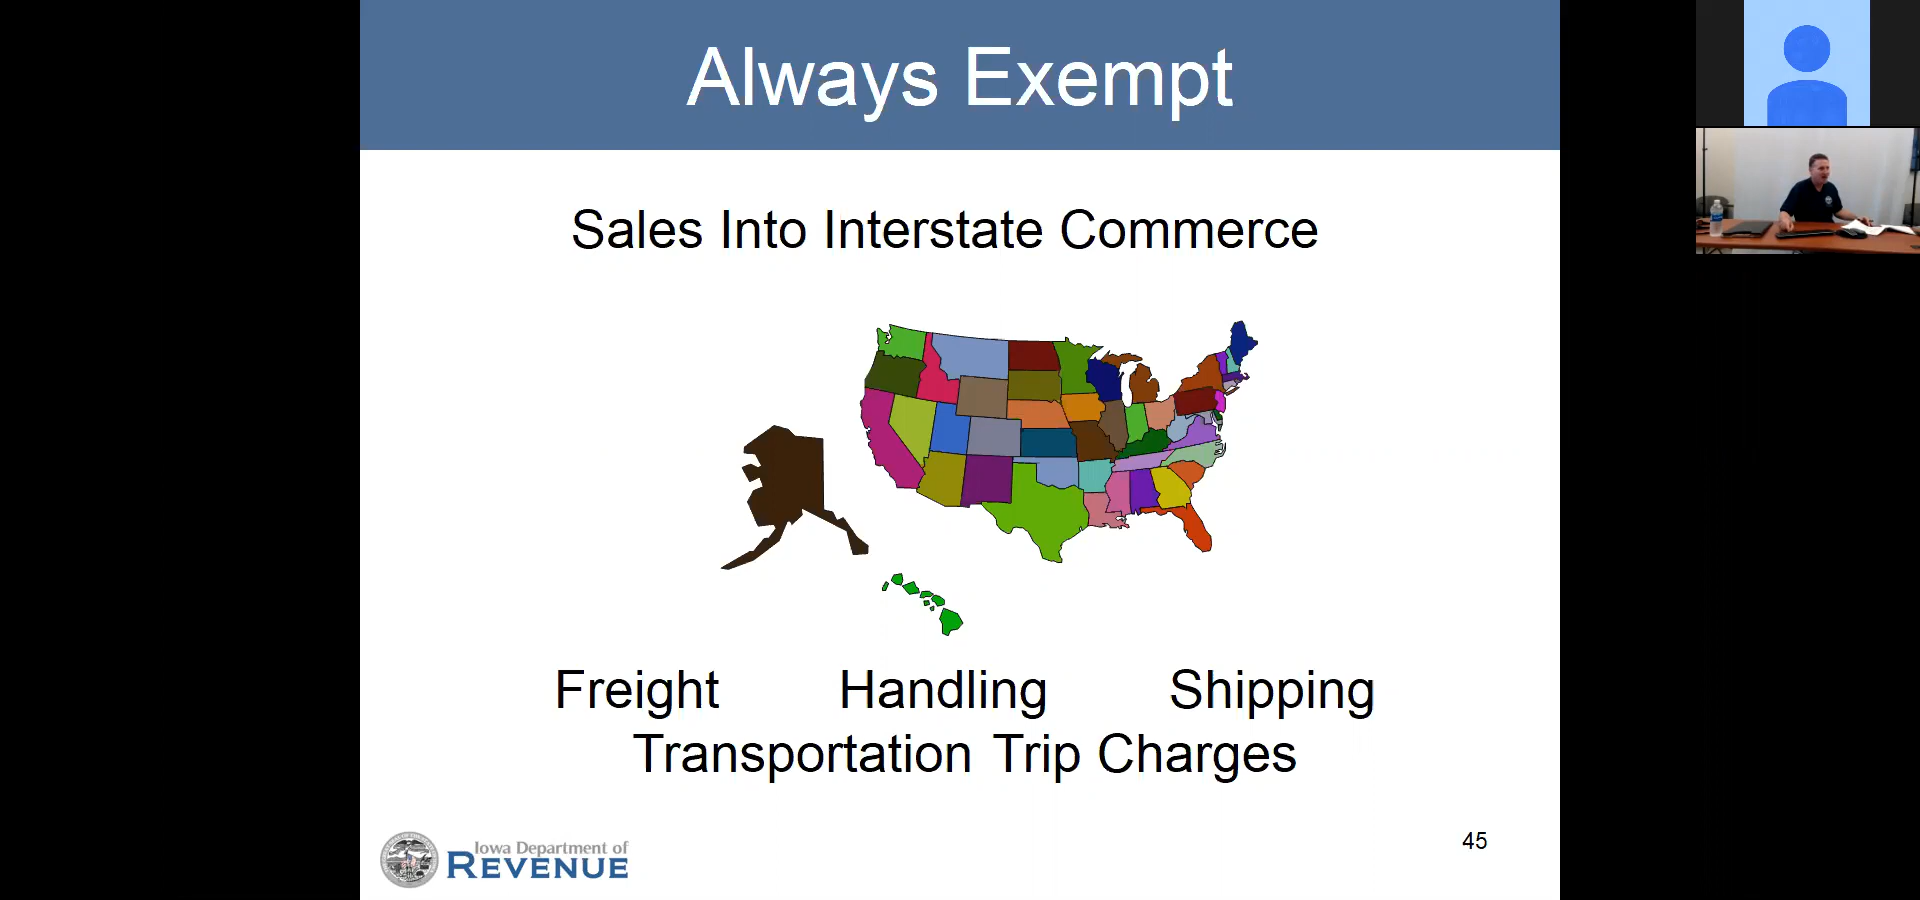 Always Exempt
Sales Into Interstate Commerce
Freight Handling Shipping
Transportation Trip Charges
Iowa Department of
REVENUE
45